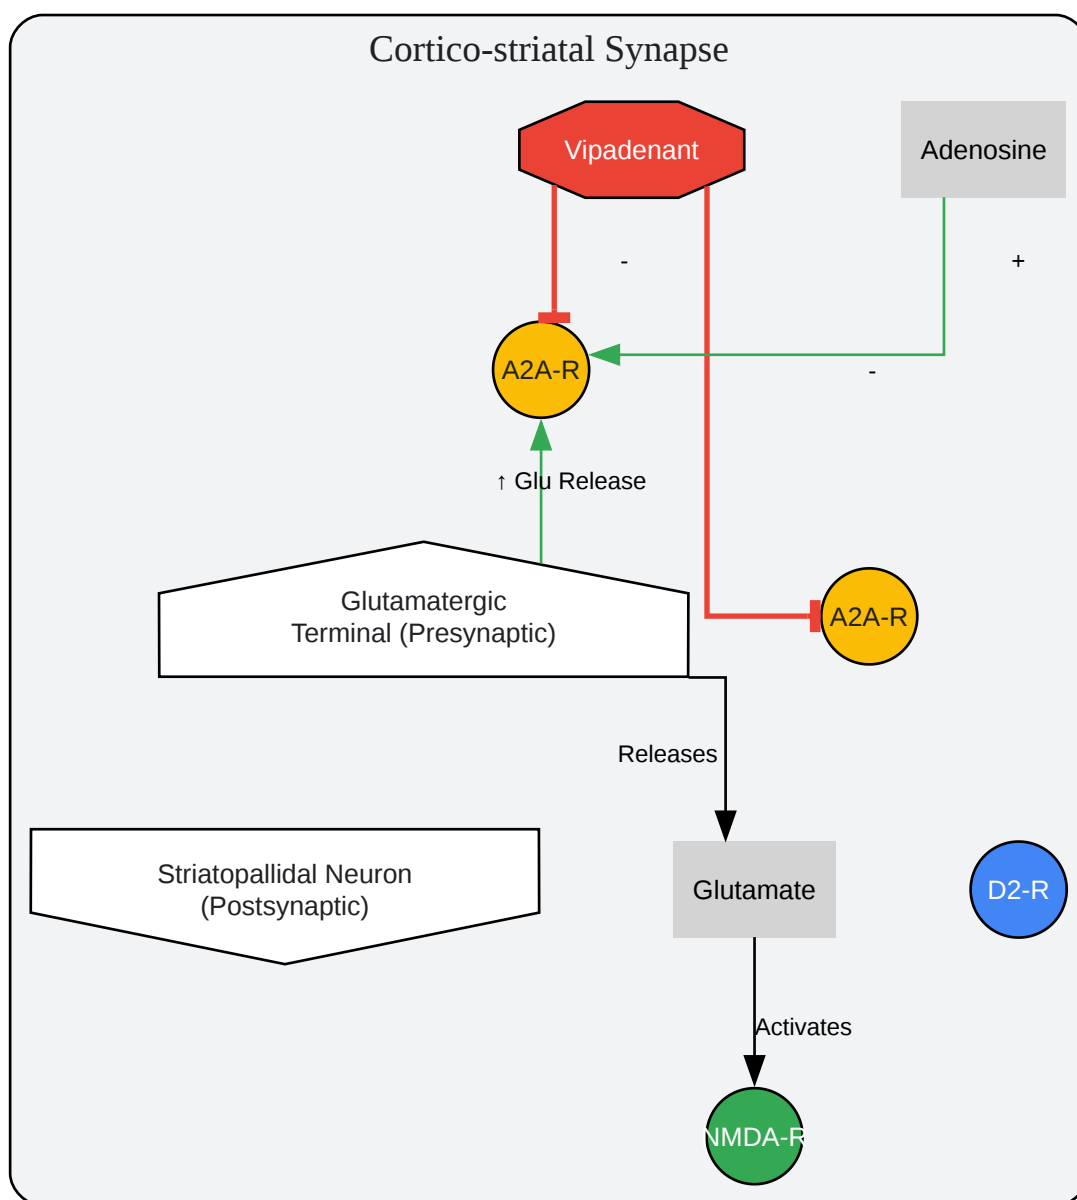 Cortico-striatal Synapse
Vipadenant
Adenosine
-
+
A2A-R
-
↑ Glu Release
Glutamatergic
Terminal (Presynaptic)
A2A-R
Releases
Striatopallidal Neuron
(Postsynaptic)
Glutamate
D2-R
Activates
NMDA-R